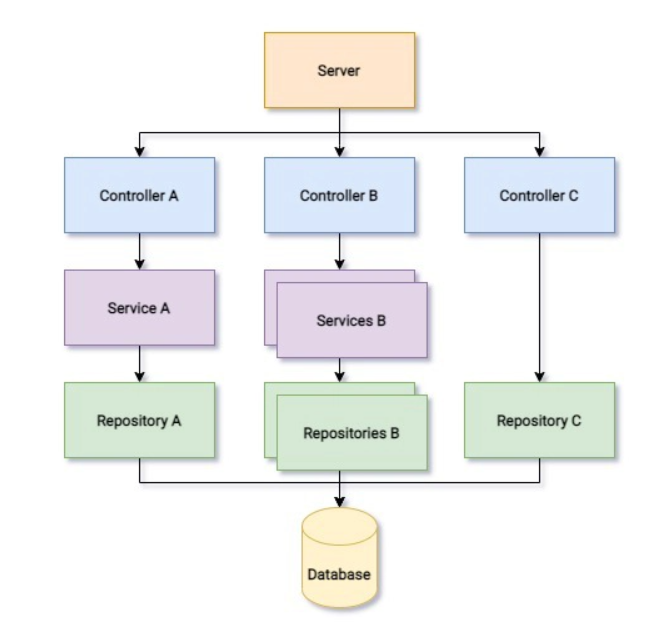 Server
Controller A
Controller B
Controller C
Service A
Services B
Repository A
Repositories B
Repository C
Database